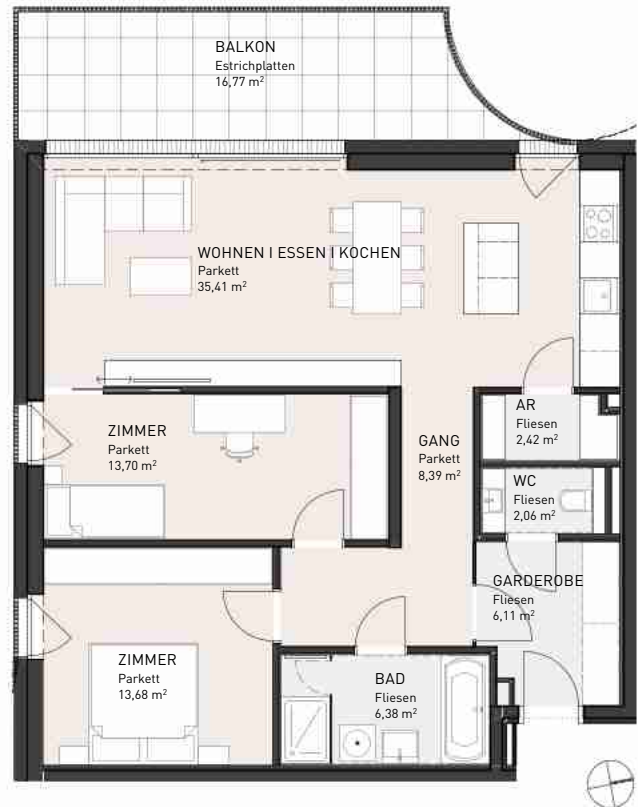 BALKON
Estrichplatten
16,77 m²
WOHNEN I ESSEN I KOCHEN
Parkett
35,41 m²
ZIMMER
Parkett
13,70 m²
GANG
Parkett
8,39 m²
AR
Fliesen
2,42 m²
WC
Fliesen
2,06 m²
GARDEROBE
Fliesen
6,11 m²
ZIMMER
Parkett
13,68 m²
BAD
Fliesen
6,38 m²